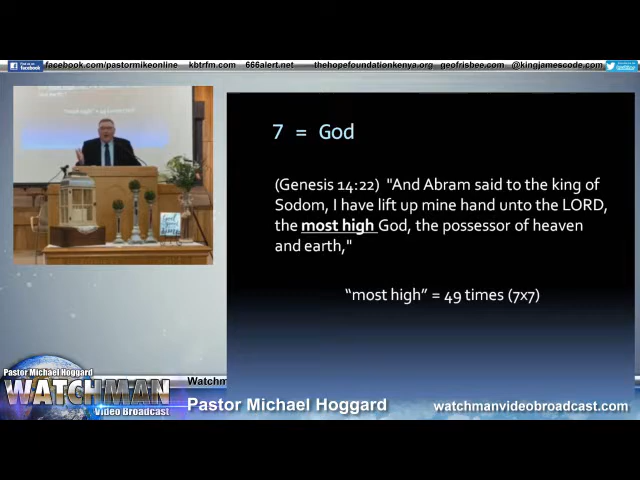 facebook.com/pastormikeonline kbtrfm.com 666alert.net thehopefoundationkenya.org geofrisbee.com @kingjamescode.com
7 = God
(Genesis 14:22) "And Abram said to the king of
Sodom, I have lift up mine hand unto the LORD,
the most high God, the possessor of heaven
and earth,"
"most high" = 49 times (7x7)
Pastor Michael Hoggard
WATCHMAN
Video Broadcast
Watchm
Pastor Michael Hoggard
watchmanvideobroadcast.com